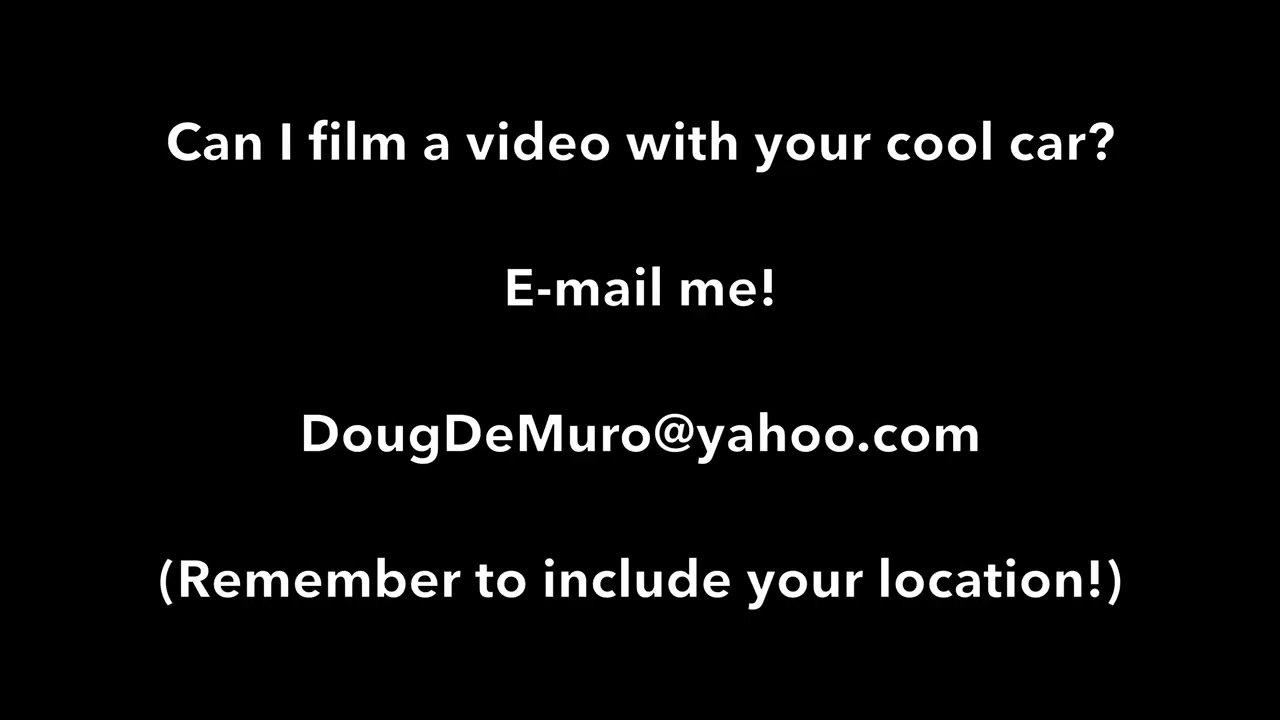 Can I film a video with your cool car?
E-mail me!
DougDeMuro@yahoo.com
(Remember to include your location!)